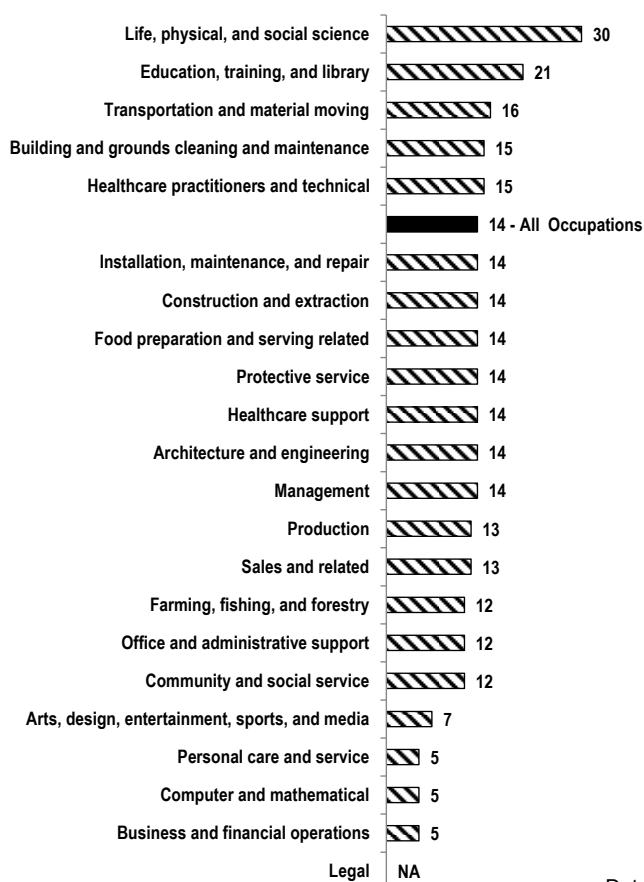 Life, physical, and social science 30
Education, training, and library 21
Transportation and material moving 16
Building and grounds cleaning and maintenance 15
Healthcare practitioners and technical 15
14 - All Occupations
Installation, maintenance, and repair 14
Construction and extraction 14
Food preparation and serving related 14
Protective service 14
Healthcare support 14
Architecture and engineering 14
Management 14
Production 13
Sales and related 13
Farming, fishing, and forestry 12
Office and administrative support 12
Community and social service 12
Arts, design, entertainment, sports, and media 7
Personal care and service 5
Computer and mathematical 5
Business and financial operations 5
Legal NA